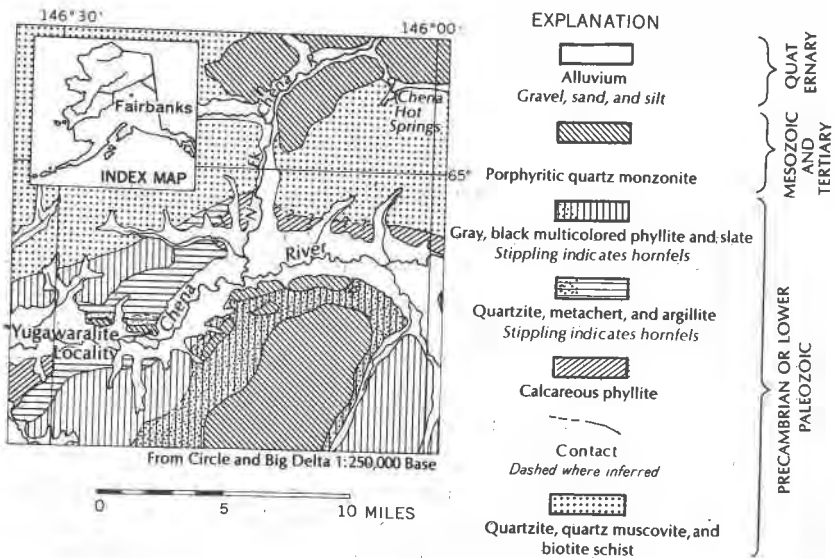 146°30'
146°00'
Fairbanks
INDEX MAP
Chena
Chena
Hot
Springs
65°
N. Fk.
River
Chena
Yugawaralite
Locality
From Circle and Big Delta 1:250,000 Base
0 5 10 MILES
EXPLANATION
Alluvium
Gravel, sand, and silt
Porphyritic quartz monzonite
Gray, black multicolored phyllite and slate
Stippling indicates hornfels
Quartzite, metachert, and argillite
Stippling indicates hornfels
Calcareous phyllite
Contact
Dashed where inferred
Quartzite, quartz muscovite, and
biotite schist
QUAT
ERNARY
MESOZOIC
AND
TERTIARY
PRECAMBRIAN OR LOWER
PALEOZOIC